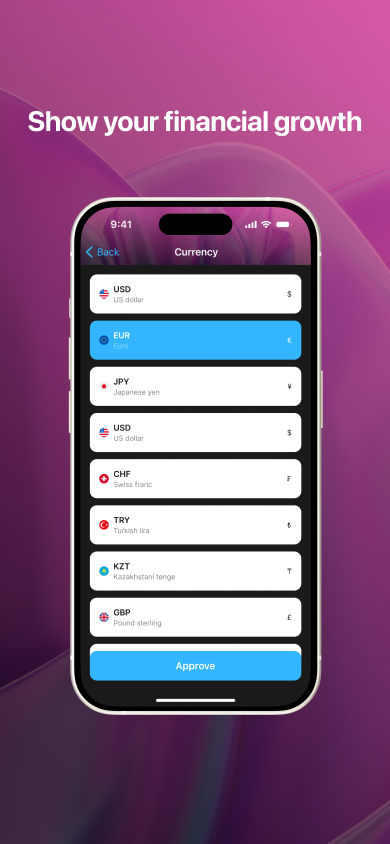 Show your financial growth
9:41
Back
Currency
USD
US dollar
$
EUR
Euro
€
JPY
Japanese yen
¥
USD
US dollar
$
CHF
Swiss franc
₣
TRY
Turkish lira
₺
KZT
Kazakhstani tenge
₸
GBP
Pound sterling
£
Approve